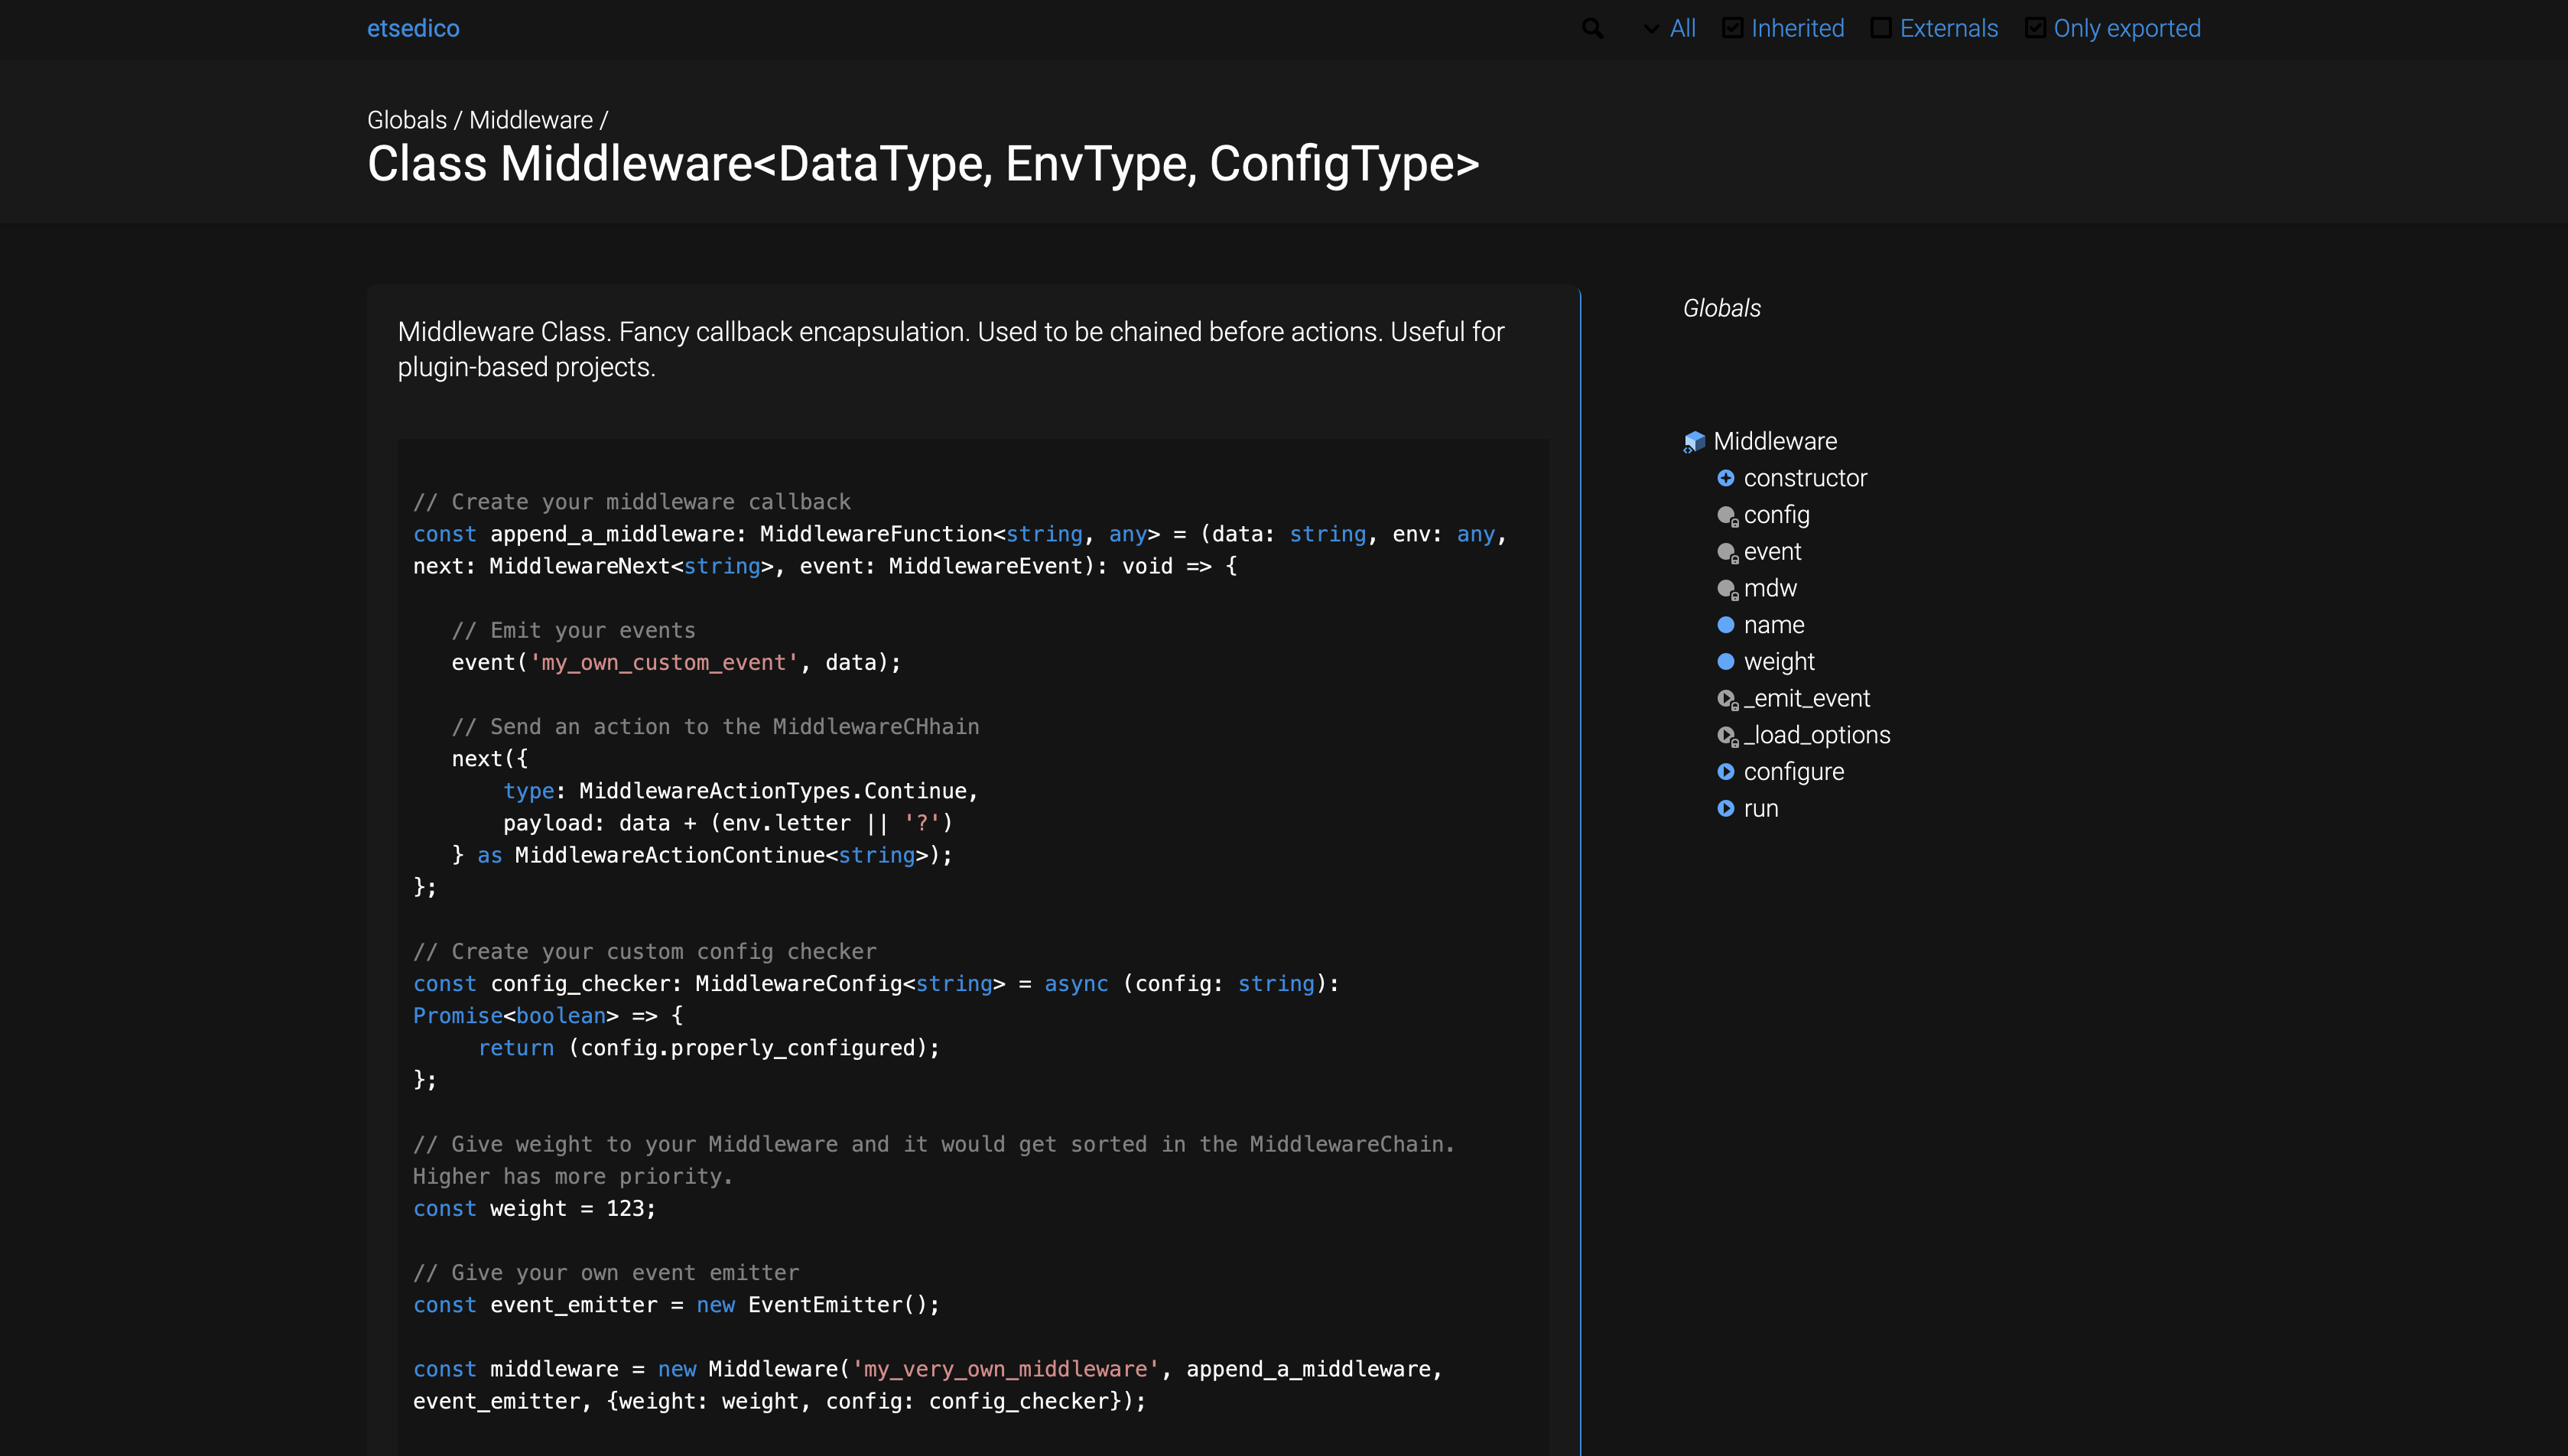 etsedico
All
Inherited
Externals
Only exported
Globals / Middleware /
Class Middleware<DataType, EnvType, ConfigType>
Middleware Class. Fancy callback encapsulation. Used to be chained before actions. Useful for
plugin-based projects.
// Create your middleware callback
const append_a_middleware: MiddlewareFunction<string, any> = (data: string, env: any,
next: MiddlewareNext<string>, event: MiddlewareEvent): void => {
// Emit your events
event('my_own_custom_event', data);
// Send an action to the MiddlewareCHhain
next({
type: MiddlewareActionTypes.Continue,
payload: data + (env.letter || '?')
} as MiddlewareActionContinue<string>);
};
// Create your custom config checker
const config_checker: MiddlewareConfig<string> = async (config: string):
Promise<boolean> => {
return (config.properly_configured);
};
// Give weight to your Middleware and it would get sorted in the MiddlewareChain.
Higher has more priority.
const weight = 123;
// Give your own event emitter
const event_emitter = new EventEmitter();
const middleware = new Middleware('my_very_own_middleware', append_a_middleware,
event_emitter, {weight: weight, config: config_checker});
Globals
Middleware
constructor
config
event
mdw
name
weight
_emit_event
_load_options
configure
run